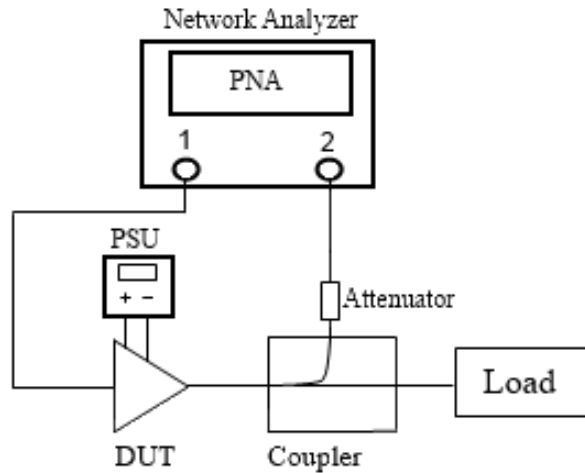 Network Analyzer
PNA
1 2
PSU
+ -
Attenuator
Load
DUT Coupler